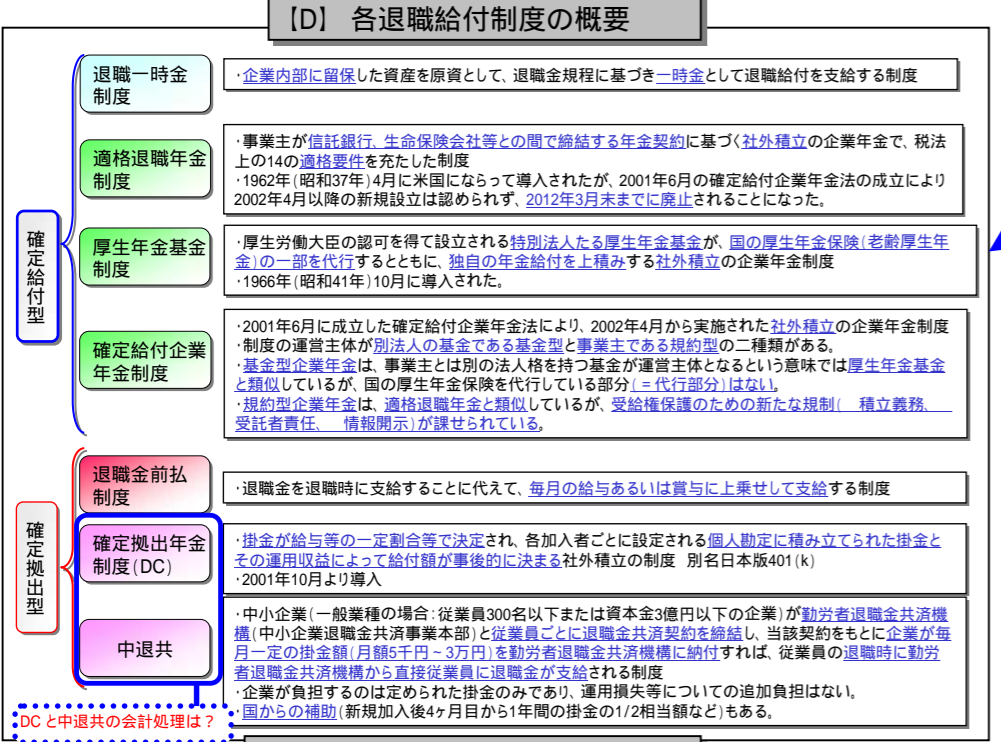 【D】 各退職給付制度の概要
確定給付型
退職一時金
制度
・企業内部に留保した資産を原資として、退職金規程に基づき一時金として退職給付を支給する制度
適格退職年金
制度
・事業主が信託銀行、生命保険会社等との間で締結する年金契約に基づく社外積立の企業年金で、税法
上の14の適格要件を充たした制度
・1962年(昭和37年)4月に米国にならって導入されたが、2001年6月の確定給付企業年金法の成立により
2002年4月以降の新規設立は認められず、2012年3月末までに廃止されることになった。
厚生年金基金
制度
・厚生労働大臣の認可を得て設立される特別法人たる厚生年金基金が、国の厚生年金保険(老齢厚生年
金)の一部を代行するとともに、独自の年金給付を上積みする社外積立の企業年金制度
・1966年(昭和41年)10月に導入された。
確定給付企業
年金制度
・2001年6月に成立した確定給付企業年金法により、2002年4月から実施された社外積立の企業年金制度
・制度の運営主体が別法人の基金である基金型と事業主である規約型の二種類がある。
・基金型企業年金は、事業主とは別の法人格を持つ基金が運営主体となるという意味では厚生年金基金
と類似しているが、国の厚生年金保険を代行している部分(=代行部分)はない。
・規約型企業年金は、適格退職年金と類似しているが、受給権保護のための新たな規制( 積立義務、
受託者責任、 情報開示)が課せられている。
確定拠出型
退職金前払
制度
・退職金を退職時に支給することに代えて、毎月の給与あるいは賞与に上乗せして支給する制度
確定拠出年金
制度(DC)
・掛金が給与等の一定割合等で決定され、各加入者ごとに設定される個人勘定に積み立てられた掛金と
その運用収益によって給付額が事後的に決まる社外積立の制度 別名日本版401(k)
・2001年10月より導入
中退共
・中小企業(一般業種の場合:従業員300名以下または資本金3億円以下の企業)が勤労者退職金共済機
構(中小企業退職金共済事業本部)と従業員ごとに退職金共済契約を締結し、当該契約をもとに企業が毎
月一定の掛金額(月額5千円~3万円)を勤労者退職金共済機構に納付すれば、従業員の退職時に勤労
者退職金共済機構から直接従業員に退職金が支給される制度
・企業が負担するのは定められた掛金のみであり、運用損失等についての追加負担はない。
・国からの補助(新規加入後4ヶ月目から1年間の掛金の1/2相当額など)もある。
DCと中退共の会計処理は?